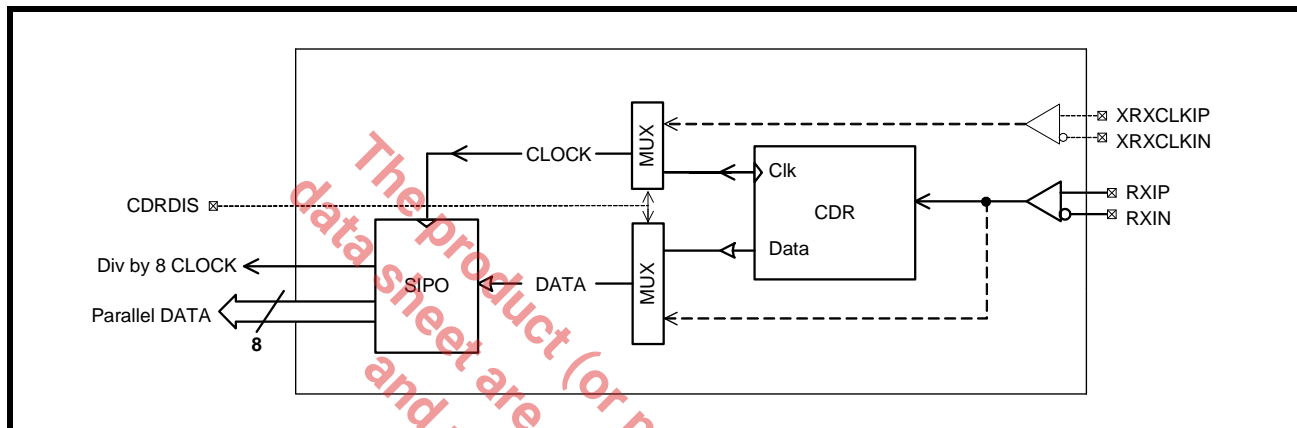 XRXCLKIP
XRXCLKIN
MUX
CLOCK
Clk
CDR
RXIP
RXIN
CDRDIS
Data
Div by 8 CLOCK
SIPO
DATA
MUX
Parallel DATA
8
The product (or
data sheet are
and